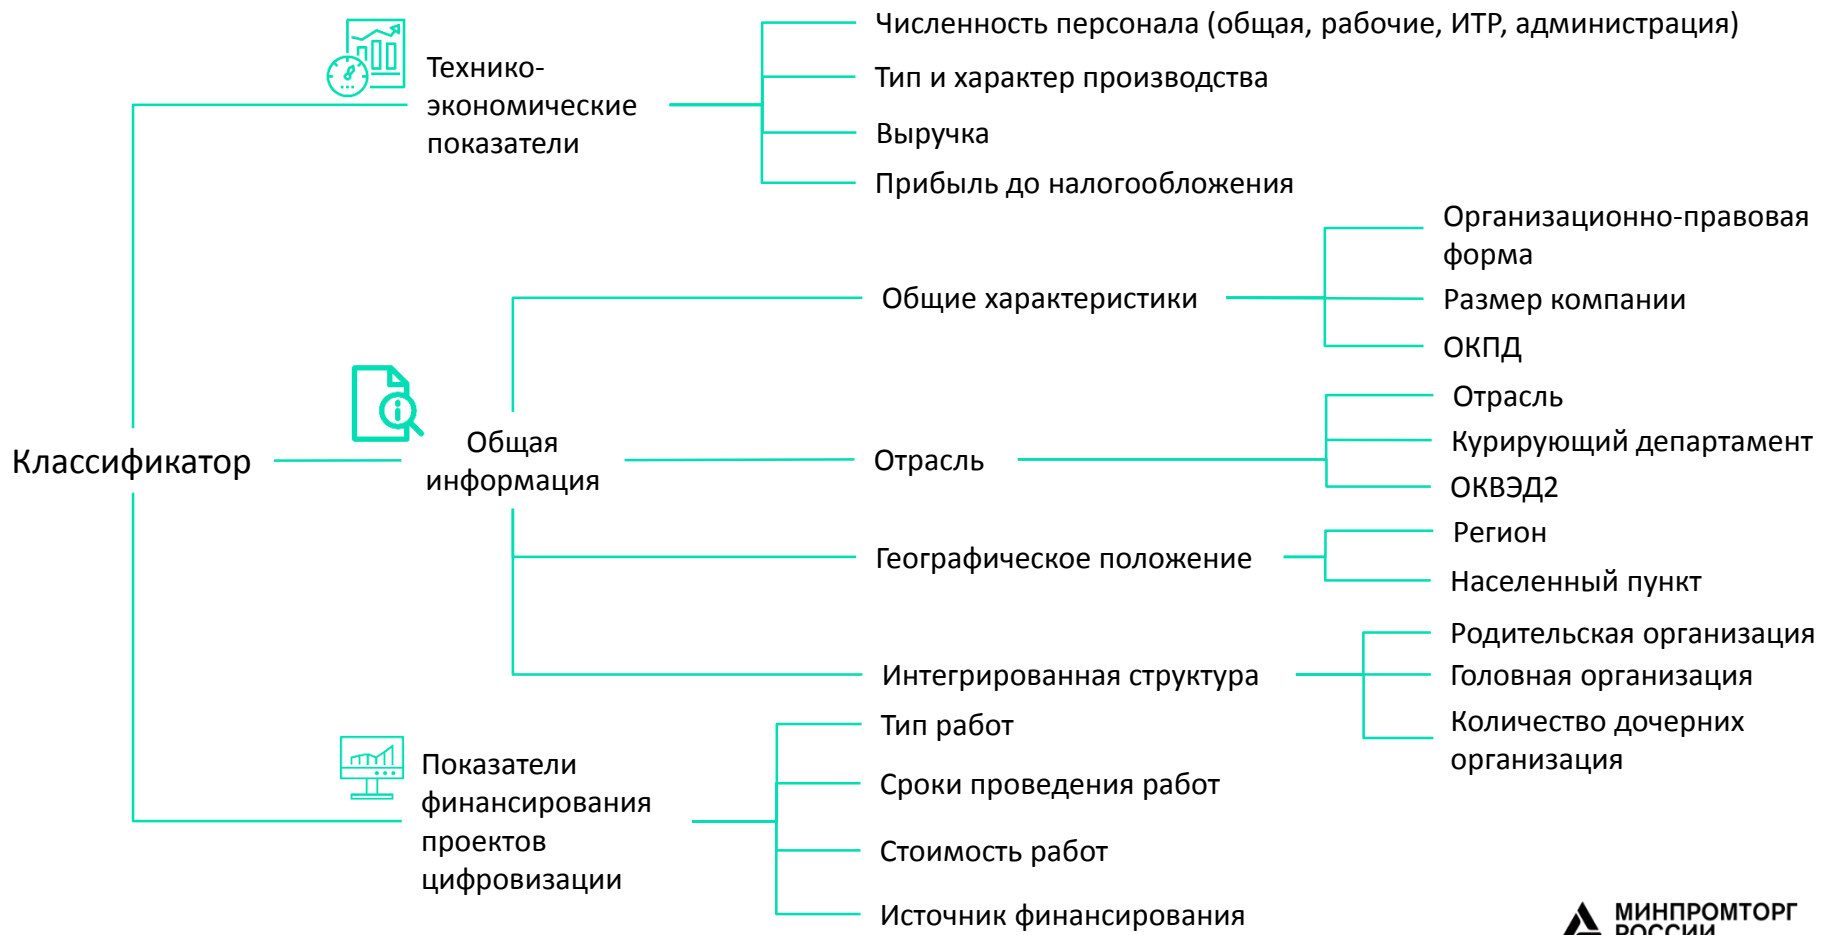 Численность персонала (общая, рабочие, ИТР, администрация)
Технико-
экономические
показатели
Тип и характер производства
Выручка
Прибыль до налогообложения
Организационно-правовая
форма
Общие характеристики
Размер компании
ОКПД
Отрасль
Классификатор
Общая
информация
Отрасль
Курирующий департамент
ОКВЭД2
Географическое положение
Регион
Населенный пункт
Интегрированная структура
Родительская организация
Головная организация
Количество дочерних
организация
Показатели
финансирования
проектов
цифровизации
Тип работ
Сроки проведения работ
Стоимость работ
Источник финансирования
МИНПРОМТОРГ
РОССИИ